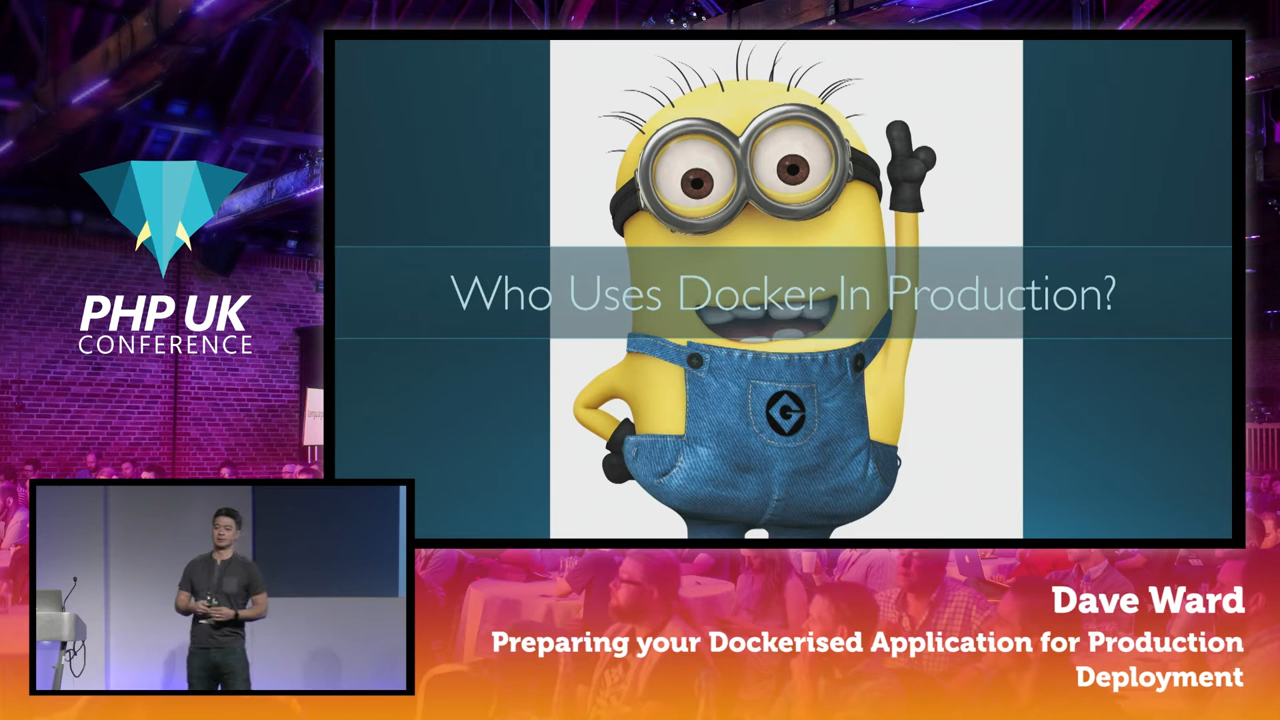 PHP UK
CONFERENCE
Who Uses Docker In Production?
Dave Ward
Preparing your Dockerised Application for Production
Deployment